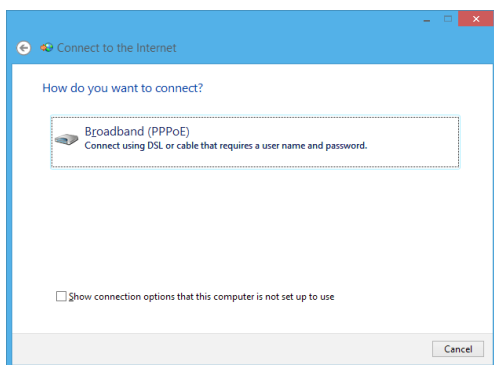 Connect to the Internet
How do you want to connect?
Broadband (PPPoE)
Connect using DSL or cable that requires a user name and password.
Show connection options that this computer is not set up to use
Cancel